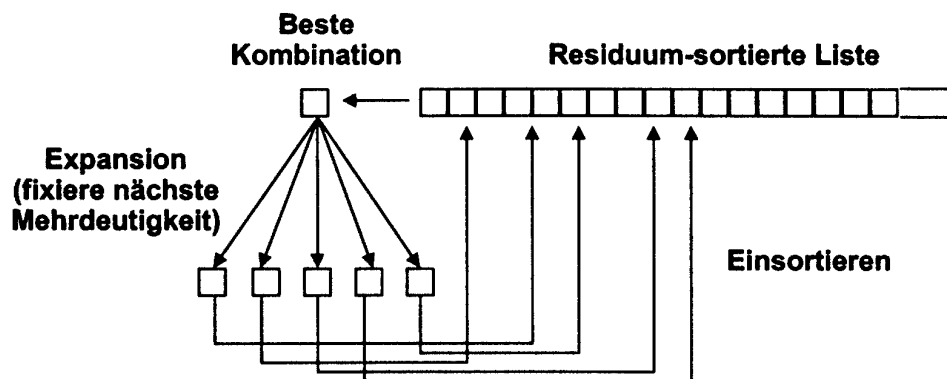 Beste
Kombination
Residuum-sortierte Liste
Expansion
(fixiere nächste
Mehrdeutigkeit)
Einsortieren